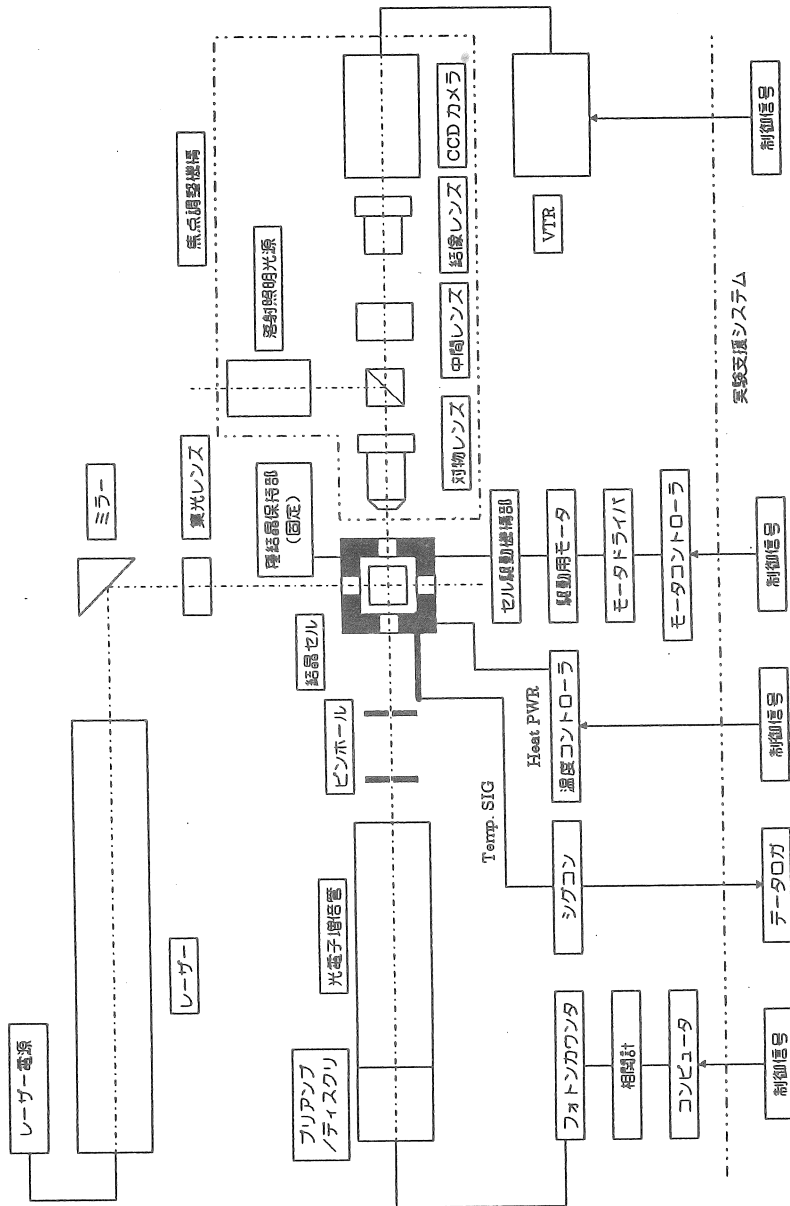 レーザー電源
レーザー
ミラー
集光レンズ
焦点調整機構
落射照明光源
プリアンプ
/ディスクリ
光電子増倍管
ピンホール
結晶セル
種結晶保持部
(固定)
対物レンズ
中間レンズ
結像レンズ
CCD カメラ
Temp. SIG
Heat PWR
フォトンカウンタ
相関計
コンピュータ
シグコン
温度コントローラ
セル駆動機構部
駆動用モータ
モータドライバ
モータコントローラ
VTR
実験支援システム
制御信号
データロガ
制御信号
制御信号
制御信号